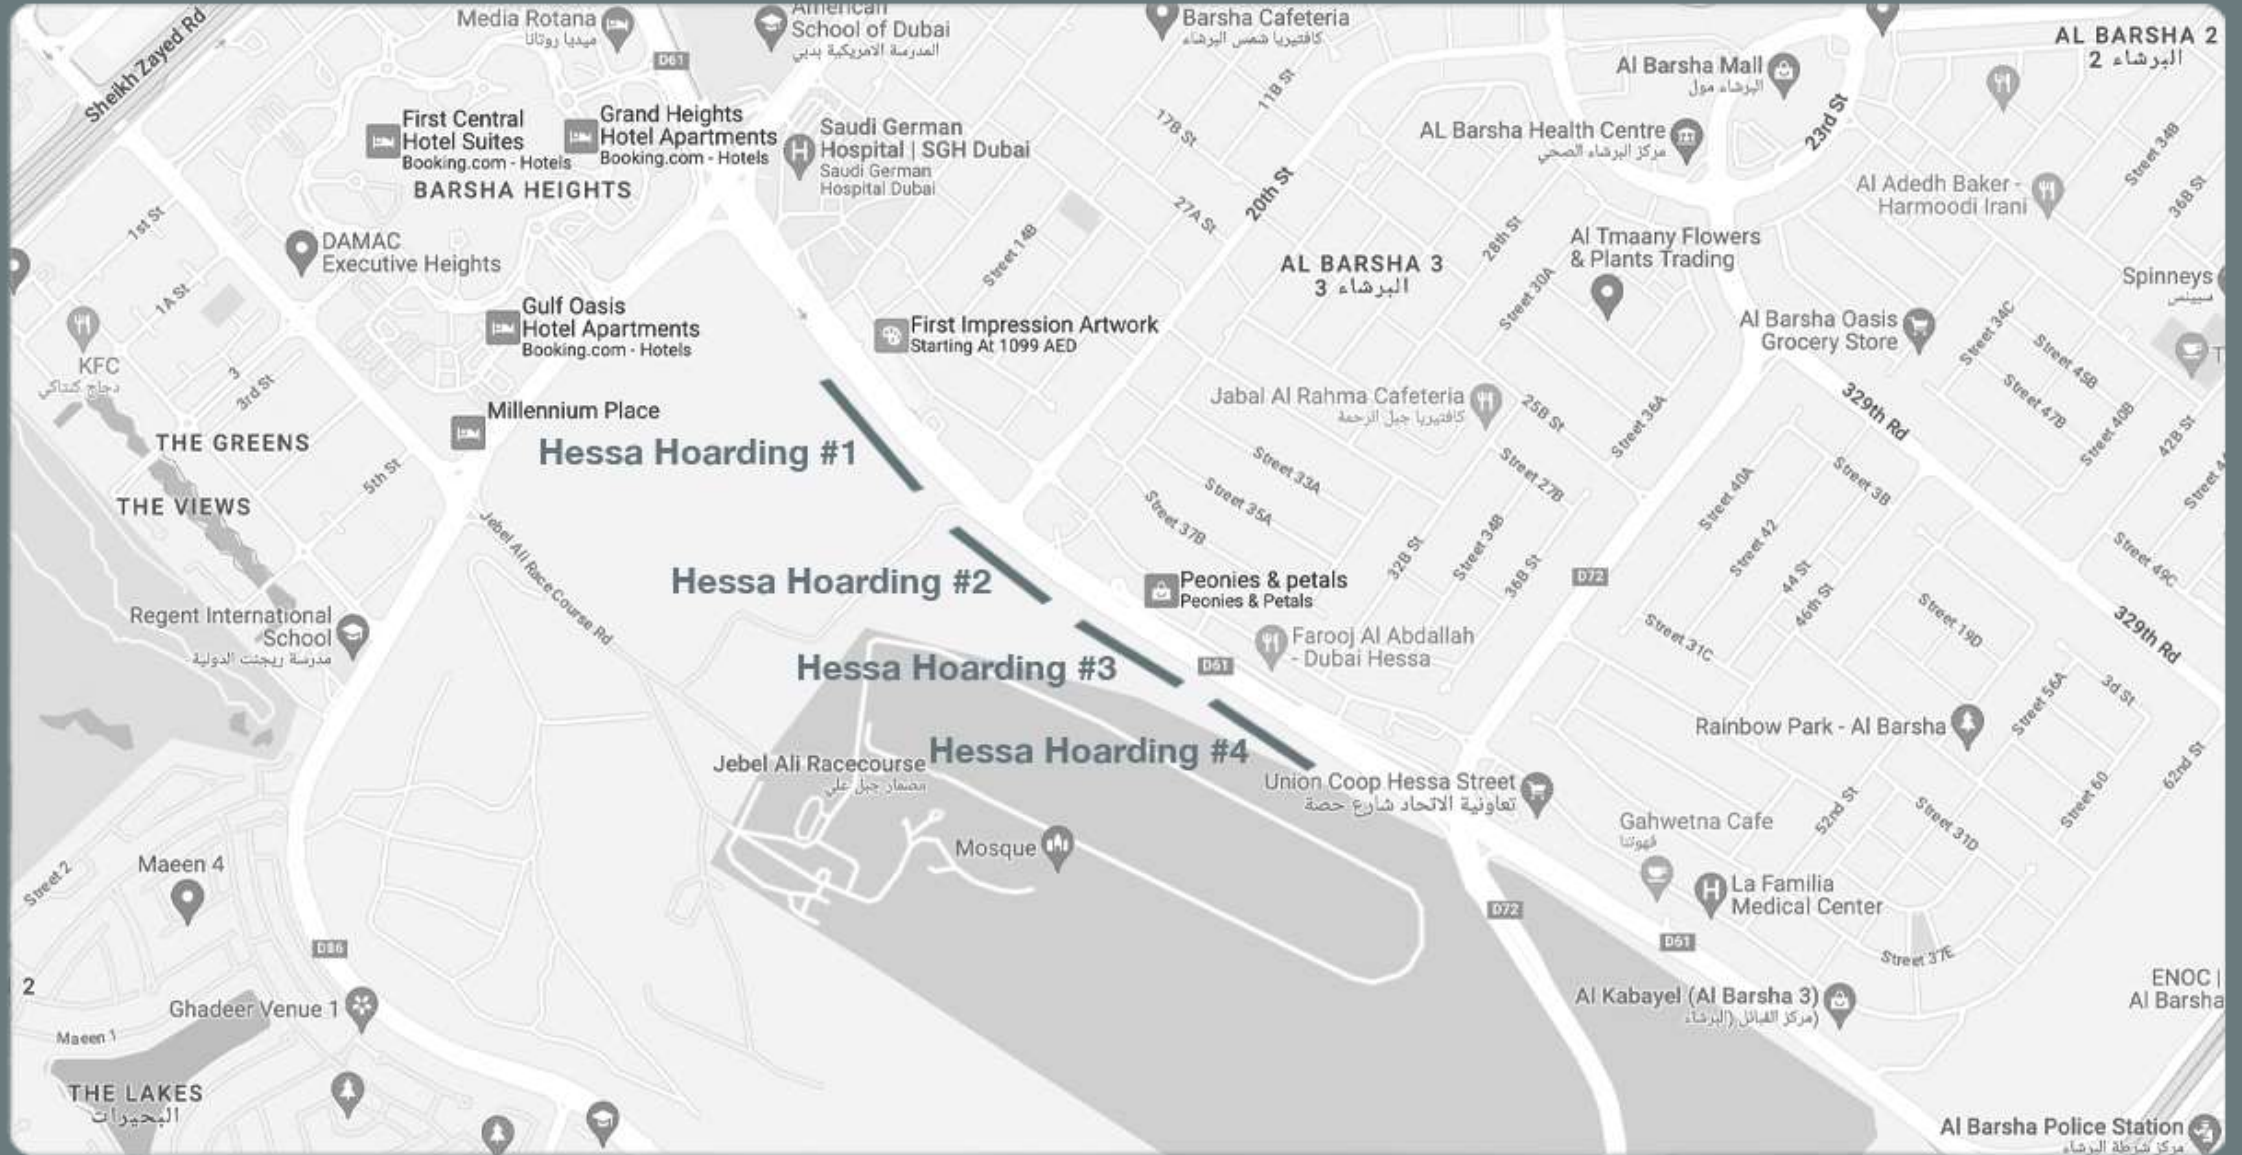 Sheikh Zayed Rd
Media Rotana
ميديا روتانا
D61
American
School of Dubai
المدرسة الامريكية بدبي
Barsha Cafeteria
كافتيريا شمس البرشاء
11B St
17B St
Al Barsha Mall
البرشاء مول
AL BARSHA 2
البرشاء 2
First Central
Hotel Suites
Booking.com - Hotels
Grand Heights
Hotel Apartments
Booking.com - Hotels
BARSHA HEIGHTS
Saudi German
Hospital | SGH Dubai
Saudi German
Hospital Dubai
AL Barsha Health Centre
مركز البرشاء الصحي
23rd St
Street 34B
36B St
Al Adedh Baker -
Harmoodi Irani
1st St
DAMAC
Executive Heights
27A St
20th St
Street 14B
AL BARSHA 3
البرشاء 3
28th St
Street 30A
Al Tmaany Flowers
& Plants Trading
Spinneys
سبينس
1A St
KFC
دجاج كنتاكي
3
3rd St
Gulf Oasis
Hotel Apartments
Booking.com - Hotels
First Impression Artwork
Starting At 1099 AED
Al Barsha Oasis
Grocery Store
Street 34C
Street 45B
Street 47B
Street 40B
42B St
T
Millennium Place
Hessa Hoarding #1
Jabal Al Rahma Cafeteria
كافتيريا جبل الرحمة
25B St
Street 36A
329th Rd
THE GREENS
THE VIEWS
5th St
Street 33A
Street 35A
Street 37B
Street 27B
Street 40A
Street 3B
Street 4
Jebel Ali Race Course Rd
Hessa Hoarding #2
Peonies & petals
Peonies & Petals
32B St
Street 34B
36B St
D72
Street 42
44 St
46th St
Street 49C
Regent International
School
مدرسة ريجنت الدولية
Hessa Hoarding #3
D61
Farooj Al Abdallah
- Dubai Hessa
Street 31C
Street 19D
329th Rd
Street 56A
3d St
Rainbow Park - Al Barsha
Jebel Ali Racecourse
مضمار جبل علي
Hessa Hoarding #4
Union Coop Hessa Street
تعاونية الاتحاد شارع حصة
62nd St
Street 60
Mosque
Gahwetna Cafe
قهوتنا
52nd St
Street 31D
Street 2
Maeen 4
La Familia
Medical Center
D72
D61
Street 37E
D86
2
Ghadeer Venue 1
Maeen 1
Al Kabayel (Al Barsha 3)
مركز القبائل (البرشاء)
ENOC |
Al Barsha
THE LAKES
البحيرات
Al Barsha Police Station
مركز شرطة البرشاء